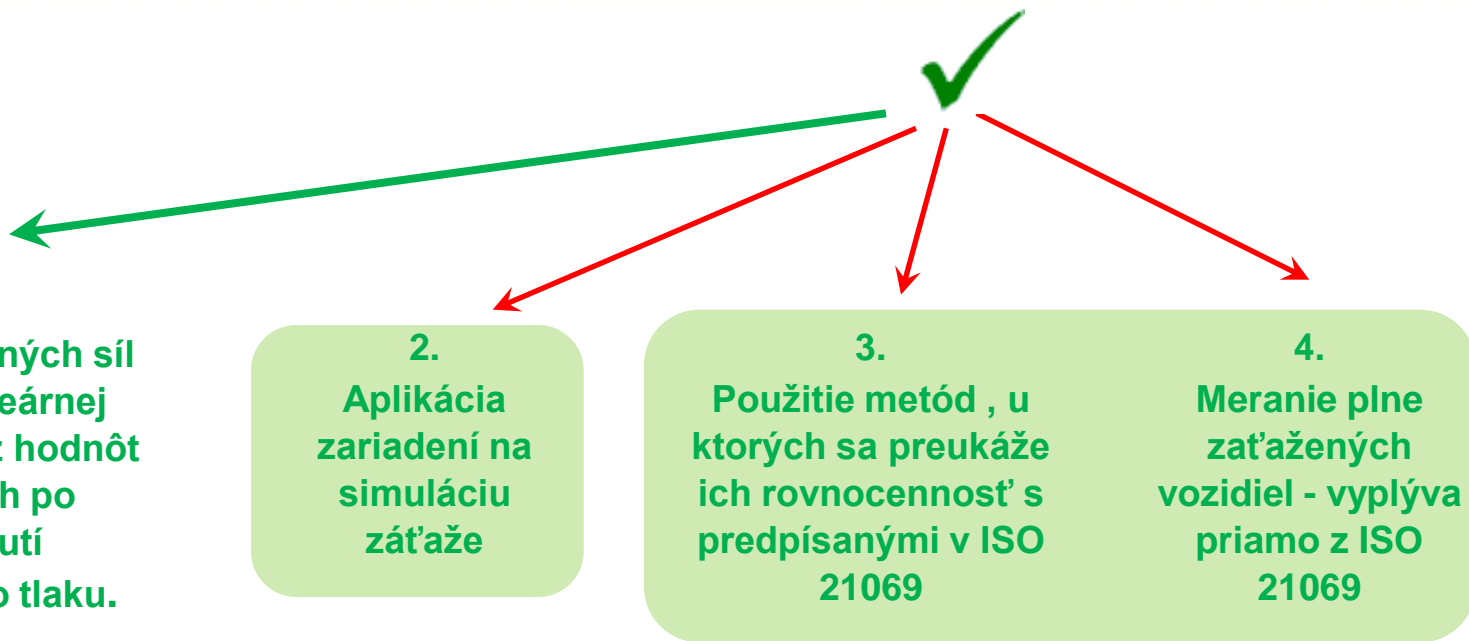 ných síl
eárnej
z hodnôt
h po
utí
o tlaku.
2.
Aplikácia
zariadení na
simuláciu
záťaže
3.
Použitie metód , u
ktorých sa preukáže
ich rovnocennosť s
predpísanými v ISO
21069
4.
Meranie plne
zaťažených
vozidiel - vyplýva
priamo z ISO
21069